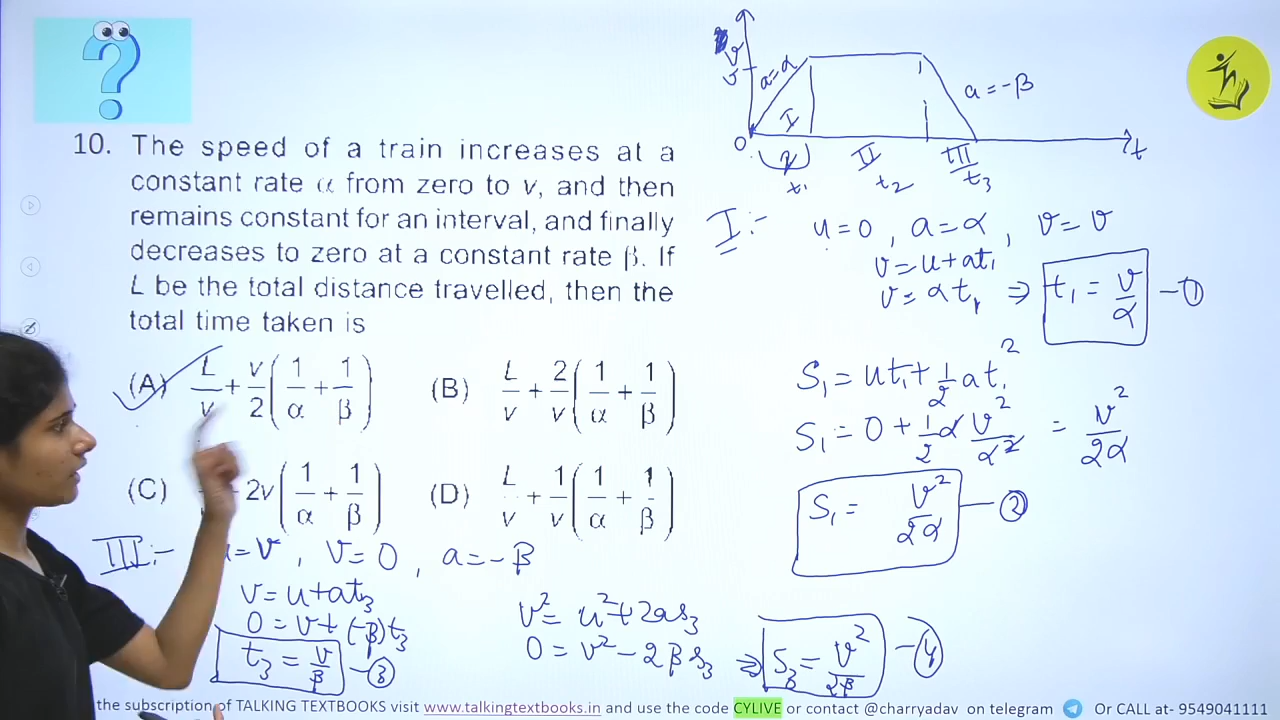 10. The speed of a train increases at a
constant rate α from zero to v, and then
remains constant for an interval, and finally
decreases to zero at a constant rate β. If
L be the total distance travelled, then the
total time taken is
(A) L/v + v/2 (1/α + 1/β)
(B) L/v + 2/v (1/α + 1/β)
(C) + 2v (1/α + 1/β)
(D) L/v + 1/v (1/α + 1/β)
v
v
a=α
a=-β
I
0
II
III
t
t₁
t₂
t₃
I :- u=0, a=α, v=v
v=u+at₁
v=αt₁ ⇒ t₁ = v/α —①
S₁ = ut₁ + 1/2 at₁²
S₁ = 0 + 1/2 α v²/α² = v²/2α
S₁ = v²/2α —②
III :- u=v, v=0, a=-β
v=u+at₃
0=v+(-β)t₃
t₃ = v/β —③
v² = u²+2as₃
0 = v²-2βs₃ ⇒ S₃ = v²/2β —④
the subscription of TALKING TEXTBOOKS visit www.talkingtextbooks.in and use the code CYLIVE or contact @charryadav on telegram Or CALL at- 9549041111